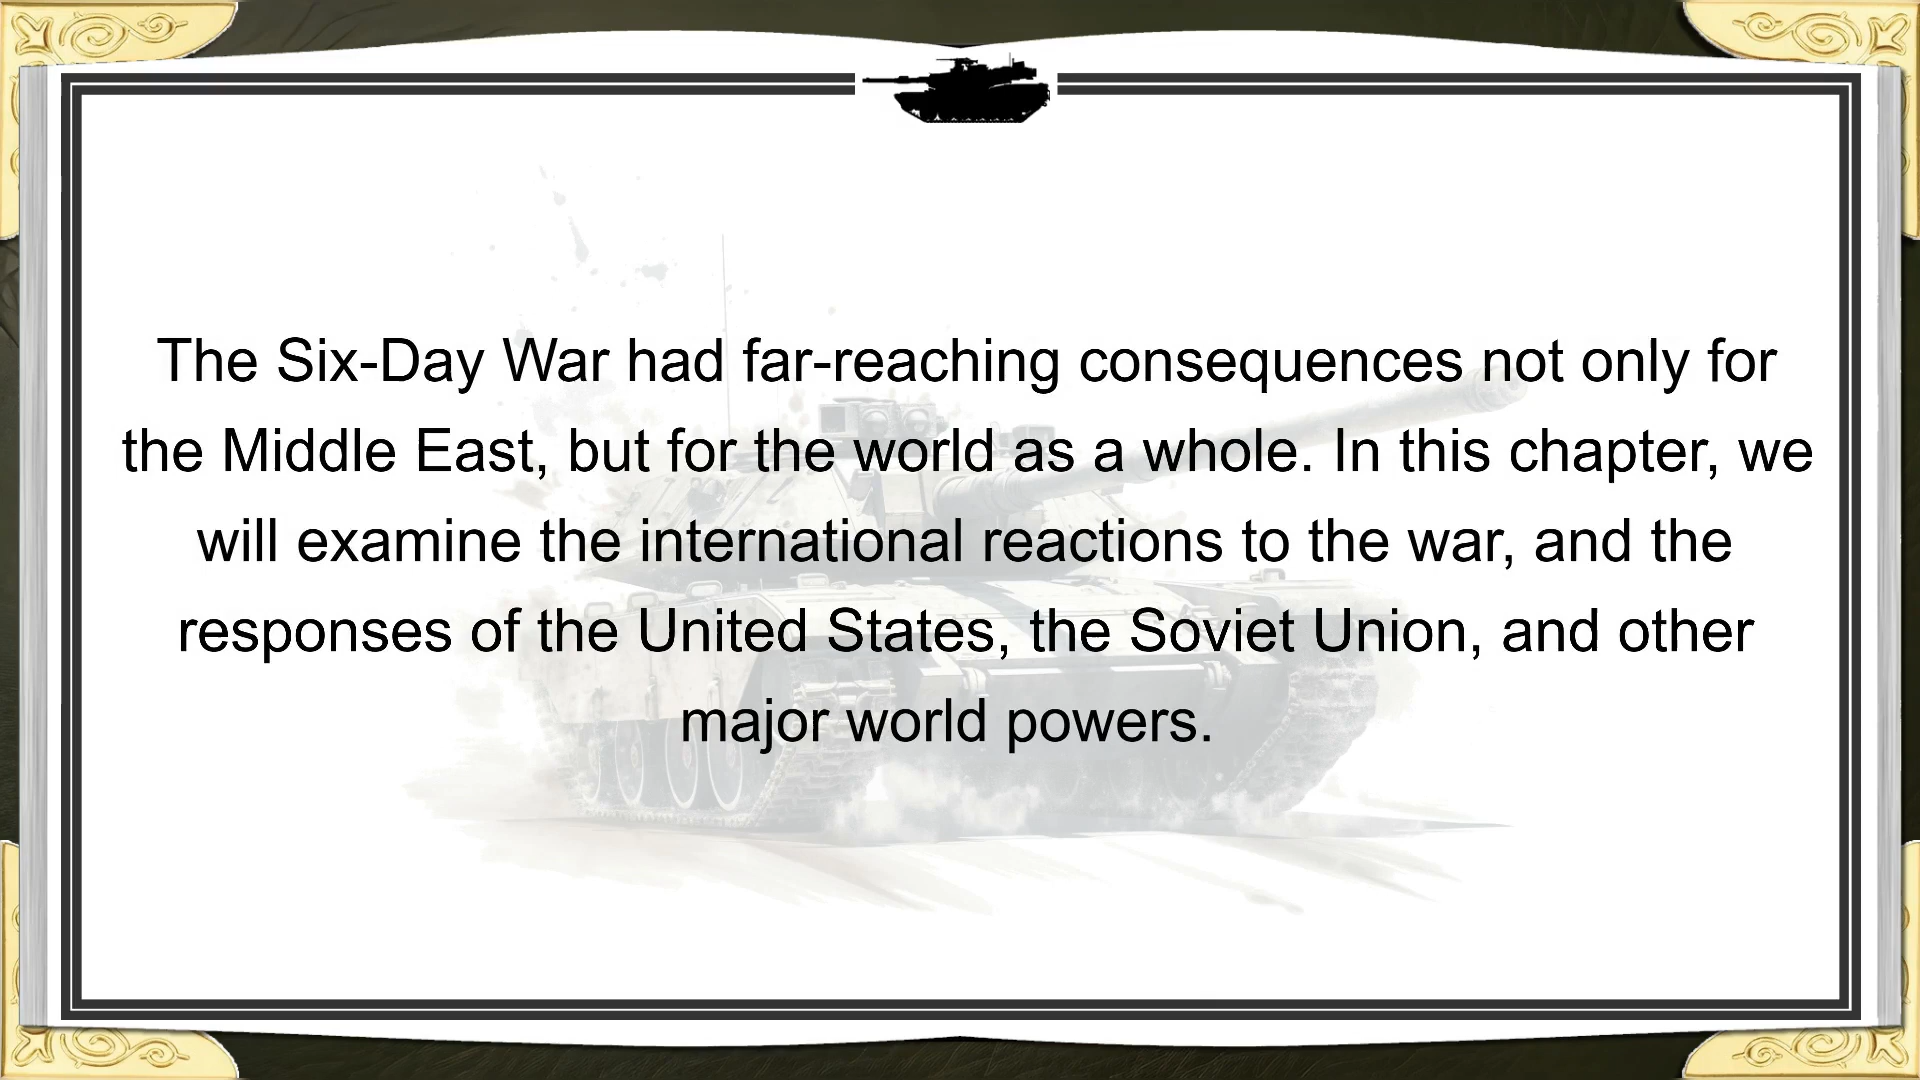 The Six-Day War had far-reaching consequences not only for
the Middle East, but for the world as a whole. In this chapter, we
will examine the international reactions to the war, and the
responses of the United States, the Soviet Union, and other
major world powers.